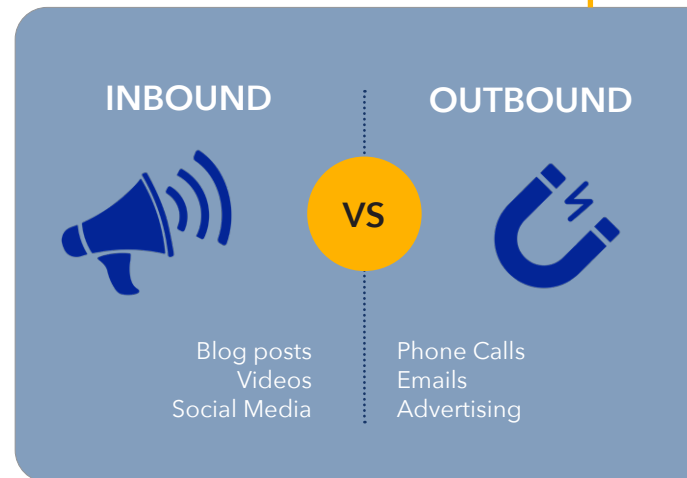 INBOUND
OUTBOUND
VS
Blog posts
Videos
Social Media
Phone Calls
Emails
Advertising